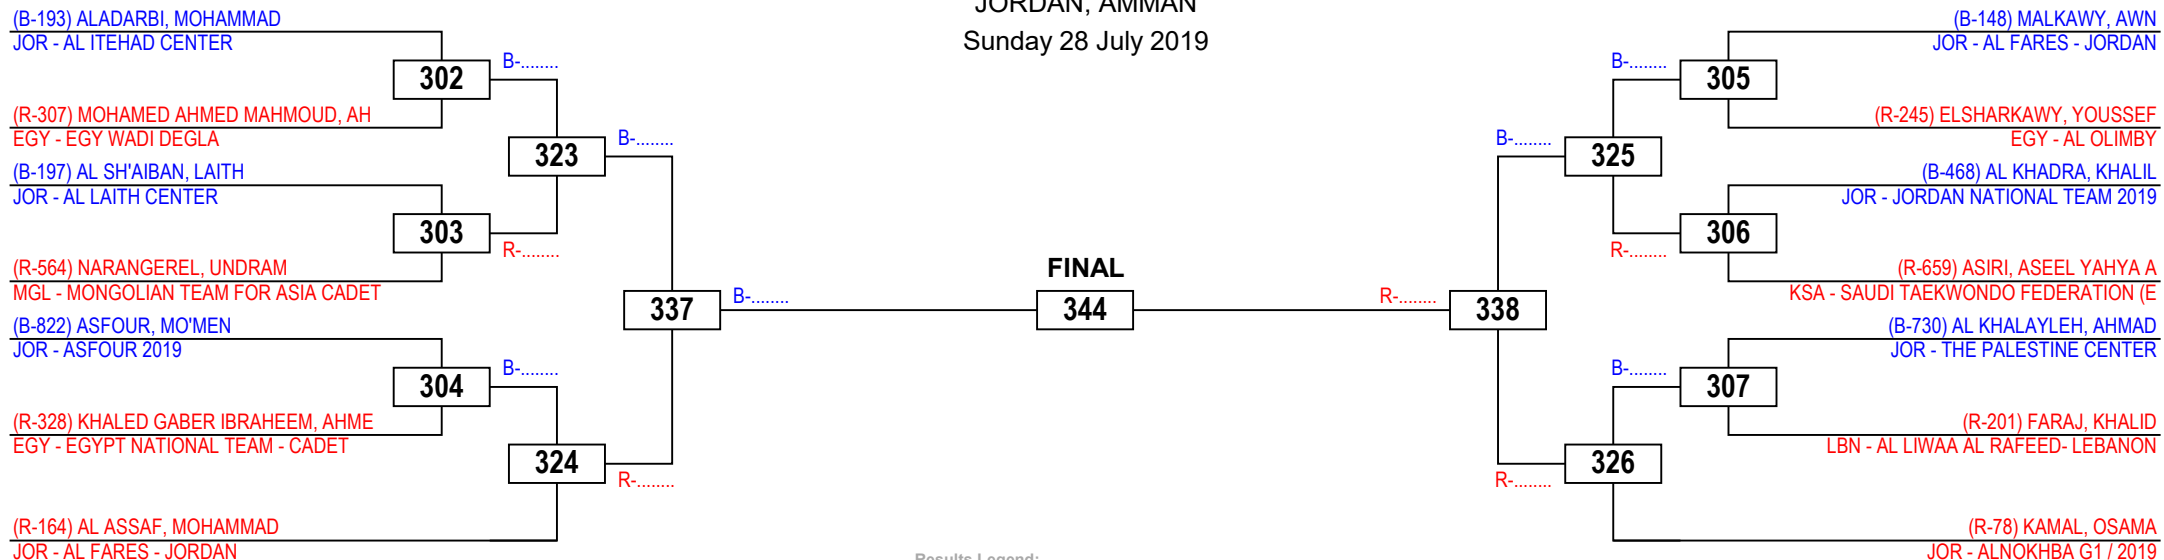 JORDAN, AMMAN
Sunday 28 July 2019
(B-193) ALADARBI, MOHAMMAD
JOR - AL ITEHAD CENTER
302
B-........
(R-307) MOHAMED AHMED MAHMOUD, AH
EGY - EGY WADI DEGLA
323
B-........
(B-197) AL SH'AIBAN, LAITH
JOR - AL LAITH CENTER
303
R-........
(R-564) NARANGEREL, UNDRAM
MGL - MONGOLIAN TEAM FOR ASIA CADET
337
B-........
(B-822) ASFOUR, MO'MEN
JOR - ASFOUR 2019
304
B-........
(R-328) KHALED GABER IBRAHEEM, AHME
EGY - EGYPT NATIONAL TEAM - CADET
324
R-........
(R-164) AL ASSAF, MOHAMMAD
JOR - AL FARES - JORDAN
FINAL
344
(B-148) MALKAWY, AWN
JOR - AL FARES - JORDAN
B-........
305
(R-245) ELSHARKAWY, YOUSSEF
EGY - AL OLIMBY
B-........
325
(B-468) AL KHADRA, KHALIL
JOR - JORDAN NATIONAL TEAM 2019
306
R-........
(R-659) ASIRI, ASEEL YAHYA A
KSA - SAUDI TAEKWONDO FEDERATION (E
R-........
338
(B-730) AL KHALAYLEH, AHMAD
JOR - THE PALESTINE CENTER
B-........
307
(R-201) FARAJ, KHALID
LBN - AL LIWAA AL RAFEED- LEBANON
326
R-........
(R-78) KAMAL, OSAMA
JOR - ALNOKHBA G1 / 2019
Results Legend: